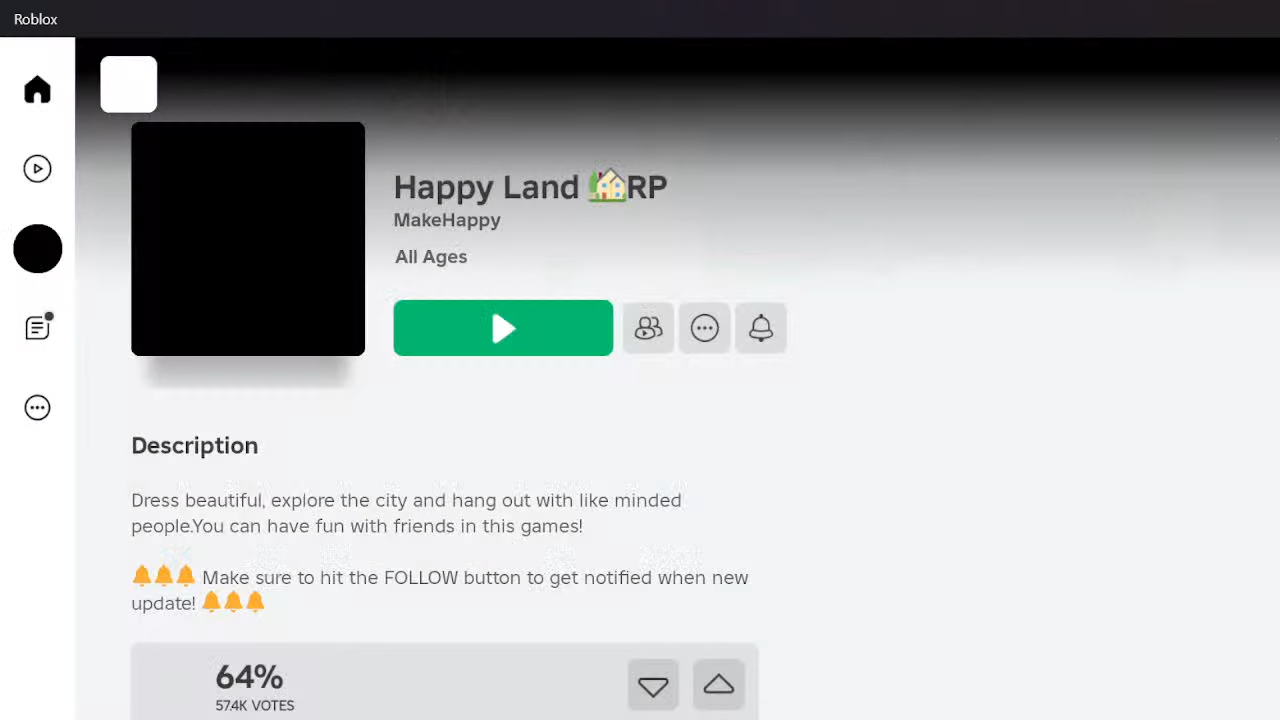 Roblox
Happy Land 🏡RP
MakeHappy
All Ages
Description
Dress beautiful, explore the city and hang out with like minded
people.You can have fun with friends in this games!
🔔🔔🔔 Make sure to hit the FOLLOW button to get notified when new
update! 🔔🔔🔔
64%
57.4K VOTES